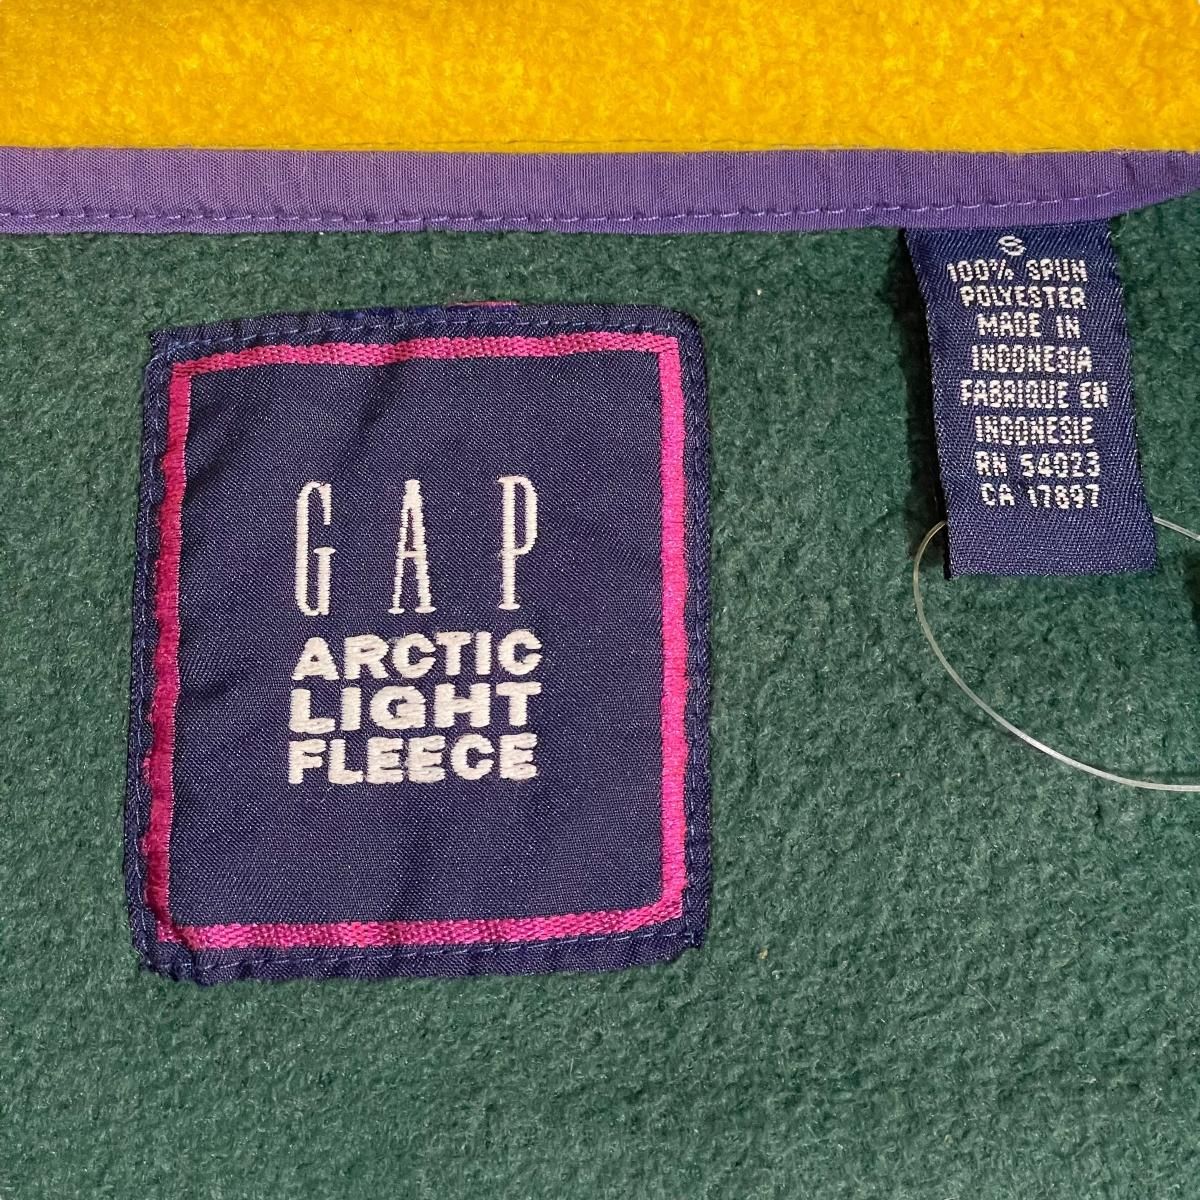 GAP
ARCTIC
LIGHT
FLEECE
S
100% SPUN
POLYESTER
MADE IN
INDONESIA
FABRIQUE EN
INDONESIE
RN 54023
CA 17897